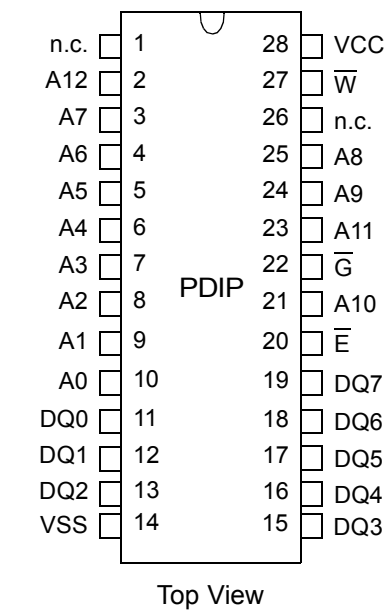 n.c. 1 28 VCC
A12 2 27 W̅
A7 3 26 n.c.
A6 4 25 A8
A5 5 24 A9
A4 6 23 A11
A3 7 22 G̅
PDIP
A2 8 21 A10
A1 9 20 E̅
A0 10 19 DQ7
DQ0 11 18 DQ6
DQ1 12 17 DQ5
DQ2 13 16 DQ4
VSS 14 15 DQ3
Top View